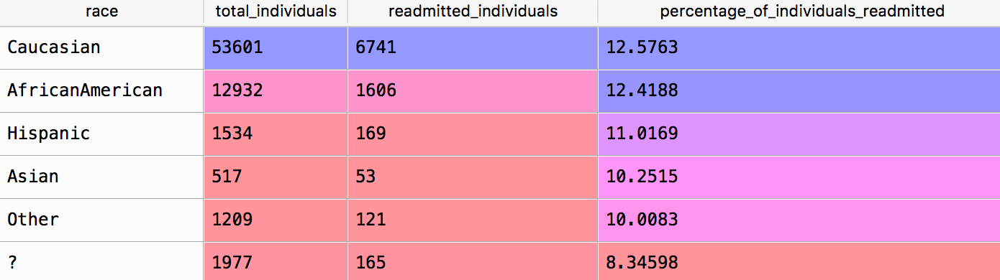 race total_individuals readmitted_individuals percentage_of_individuals_readmitted
Caucasian 53601 6741 12.5763
AfricanAmerican 12932 1606 12.4188
Hispanic 1534 169 11.0169
Asian 517 53 10.2515
Other 1209 121 10.0083
? 1977 165 8.34598